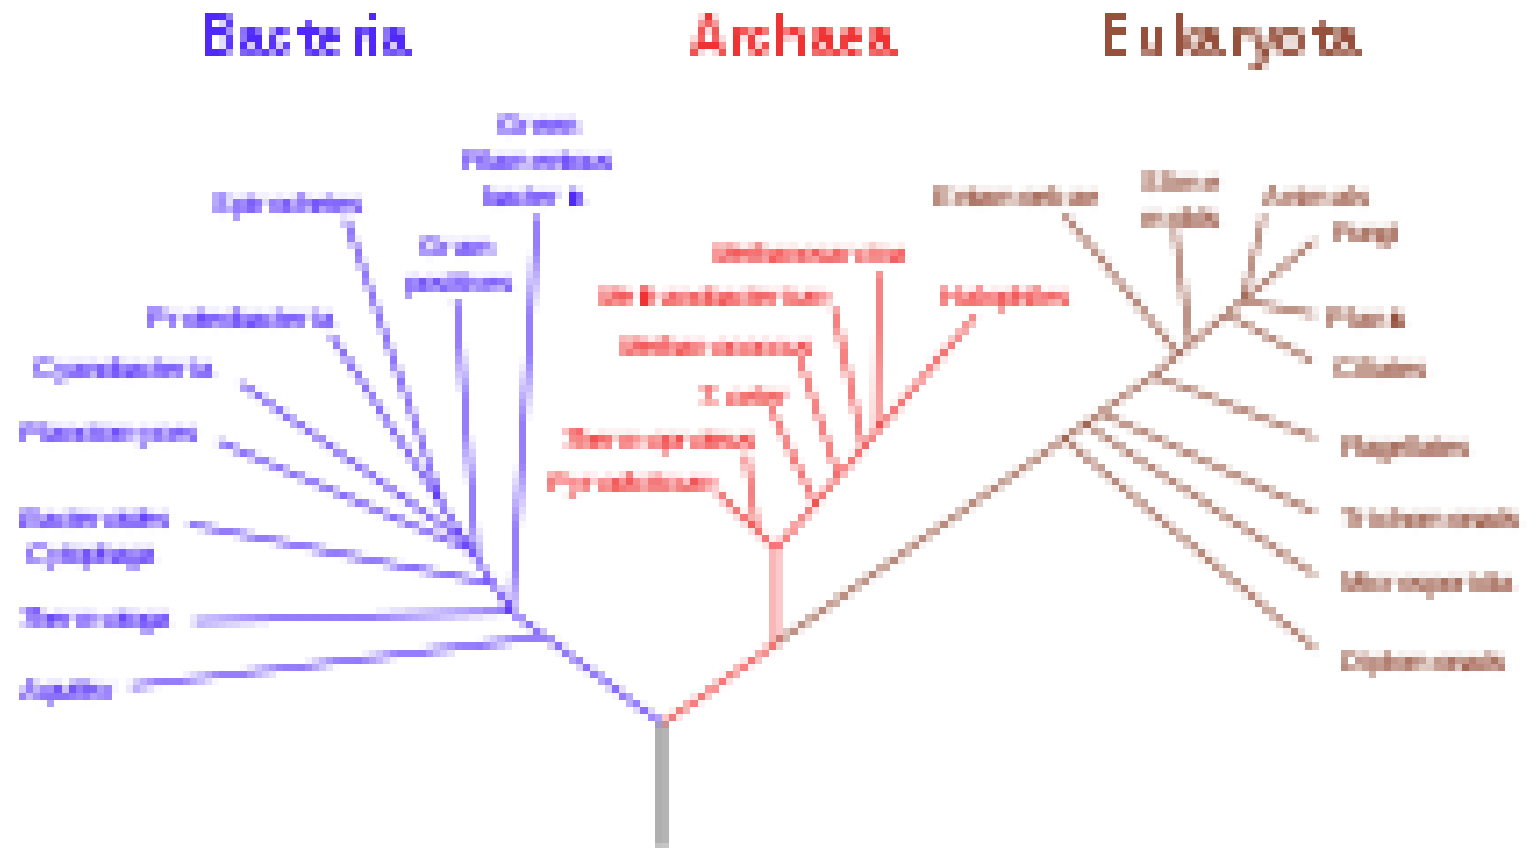 Bacteria
Archaea
Eukaryota
Green
Filamentous
bacteria
Spirochetes
Gram
positives
Proteobacteria
Cyanobacteria
Planctomyces
Bacteroides
Cytophaga
Thermotoga
Aquifex
Methanosarcina
Methanobacterium
Halophiles
Methanococcus
T. celer
Thermoproteus
Pyrodicticum
Entamoebae
Slime
molds
Animals
Fungi
Plants
Ciliates
Flagellates
Trichomonads
Microsporidia
Diplomonads